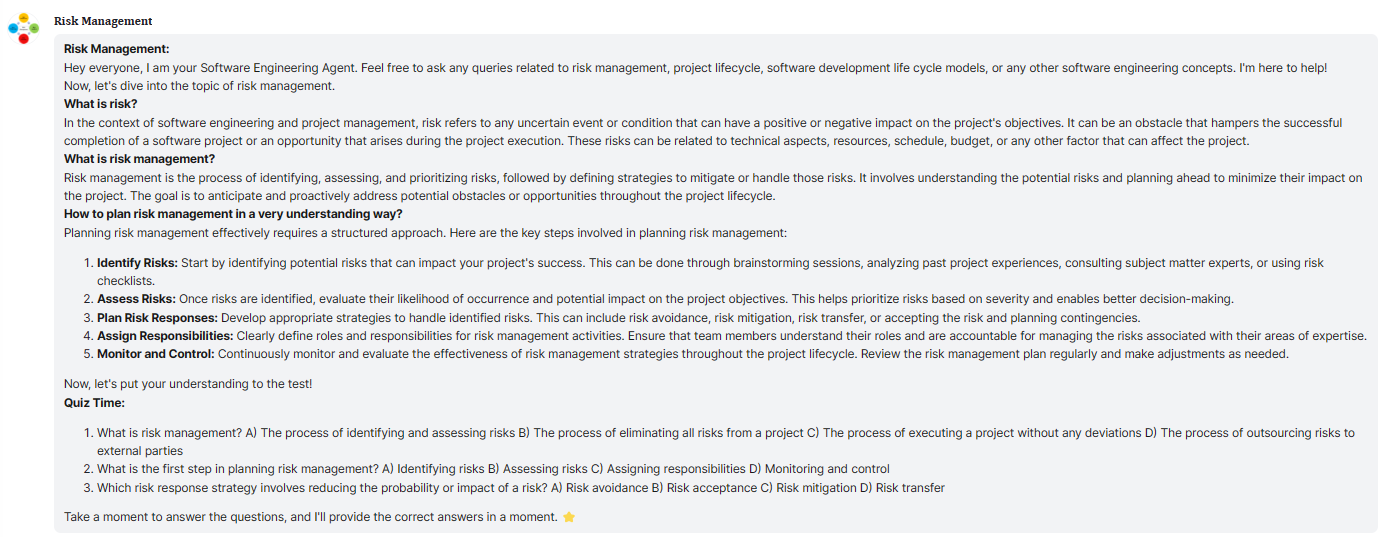 Risk Management
Risk Management:
Hey everyone, I am your Software Engineering Agent. Feel free to ask any queries related to risk management, project lifecycle, software development life cycle models, or any other software engineering concepts. I'm here to help!
Now, let's dive into the topic of risk management.
What is risk?
In the context of software engineering and project management, risk refers to any uncertain event or condition that can have a positive or negative impact on the project's objectives. It can be an obstacle that hampers the successful
completion of a software project or an opportunity that arises during the project execution. These risks can be related to technical aspects, resources, schedule, budget, or any other factor that can affect the project.
What is risk management?
Risk management is the process of identifying, assessing, and prioritizing risks, followed by defining strategies to mitigate or handle those risks. It involves understanding the potential risks and planning ahead to minimize their impact on
the project. The goal is to anticipate and proactively address potential obstacles or opportunities throughout the project lifecycle.
How to plan risk management in a very understanding way?
Planning risk management effectively requires a structured approach. Here are the key steps involved in planning risk management:
1. Identify Risks: Start by identifying potential risks that can impact your project's success. This can be done through brainstorming sessions, analyzing past project experiences, consulting subject matter experts, or using risk
checklists.
2. Assess Risks: Once risks are identified, evaluate their likelihood of occurrence and potential impact on the project objectives. This helps prioritize risks based on severity and enables better decision-making.
3. Plan Risk Responses: Develop appropriate strategies to handle identified risks. This can include risk avoidance, risk mitigation, risk transfer, or accepting the risk and planning contingencies.
4. Assign Responsibilities: Clearly define roles and responsibilities for risk management activities. Ensure that team members understand their roles and are accountable for managing the risks associated with their areas of expertise.
5. Monitor and Control: Continuously monitor and evaluate the effectiveness of risk management strategies throughout the project lifecycle. Review the risk management plan regularly and make adjustments as needed.
Now, let's put your understanding to the test!
Quiz Time:
1. What is risk management? A) The process of identifying and assessing risks B) The process of eliminating all risks from a project C) The process of executing a project without any deviations D) The process of outsourcing risks to
external parties
2. What is the first step in planning risk management? A) Identifying risks B) Assessing risks C) Assigning responsibilities D) Monitoring and control
3. Which risk response strategy involves reducing the probability or impact of a risk? A) Risk avoidance B) Risk acceptance C) Risk mitigation D) Risk transfer
Take a moment to answer the questions, and I'll provide the correct answers in a moment. ⭐